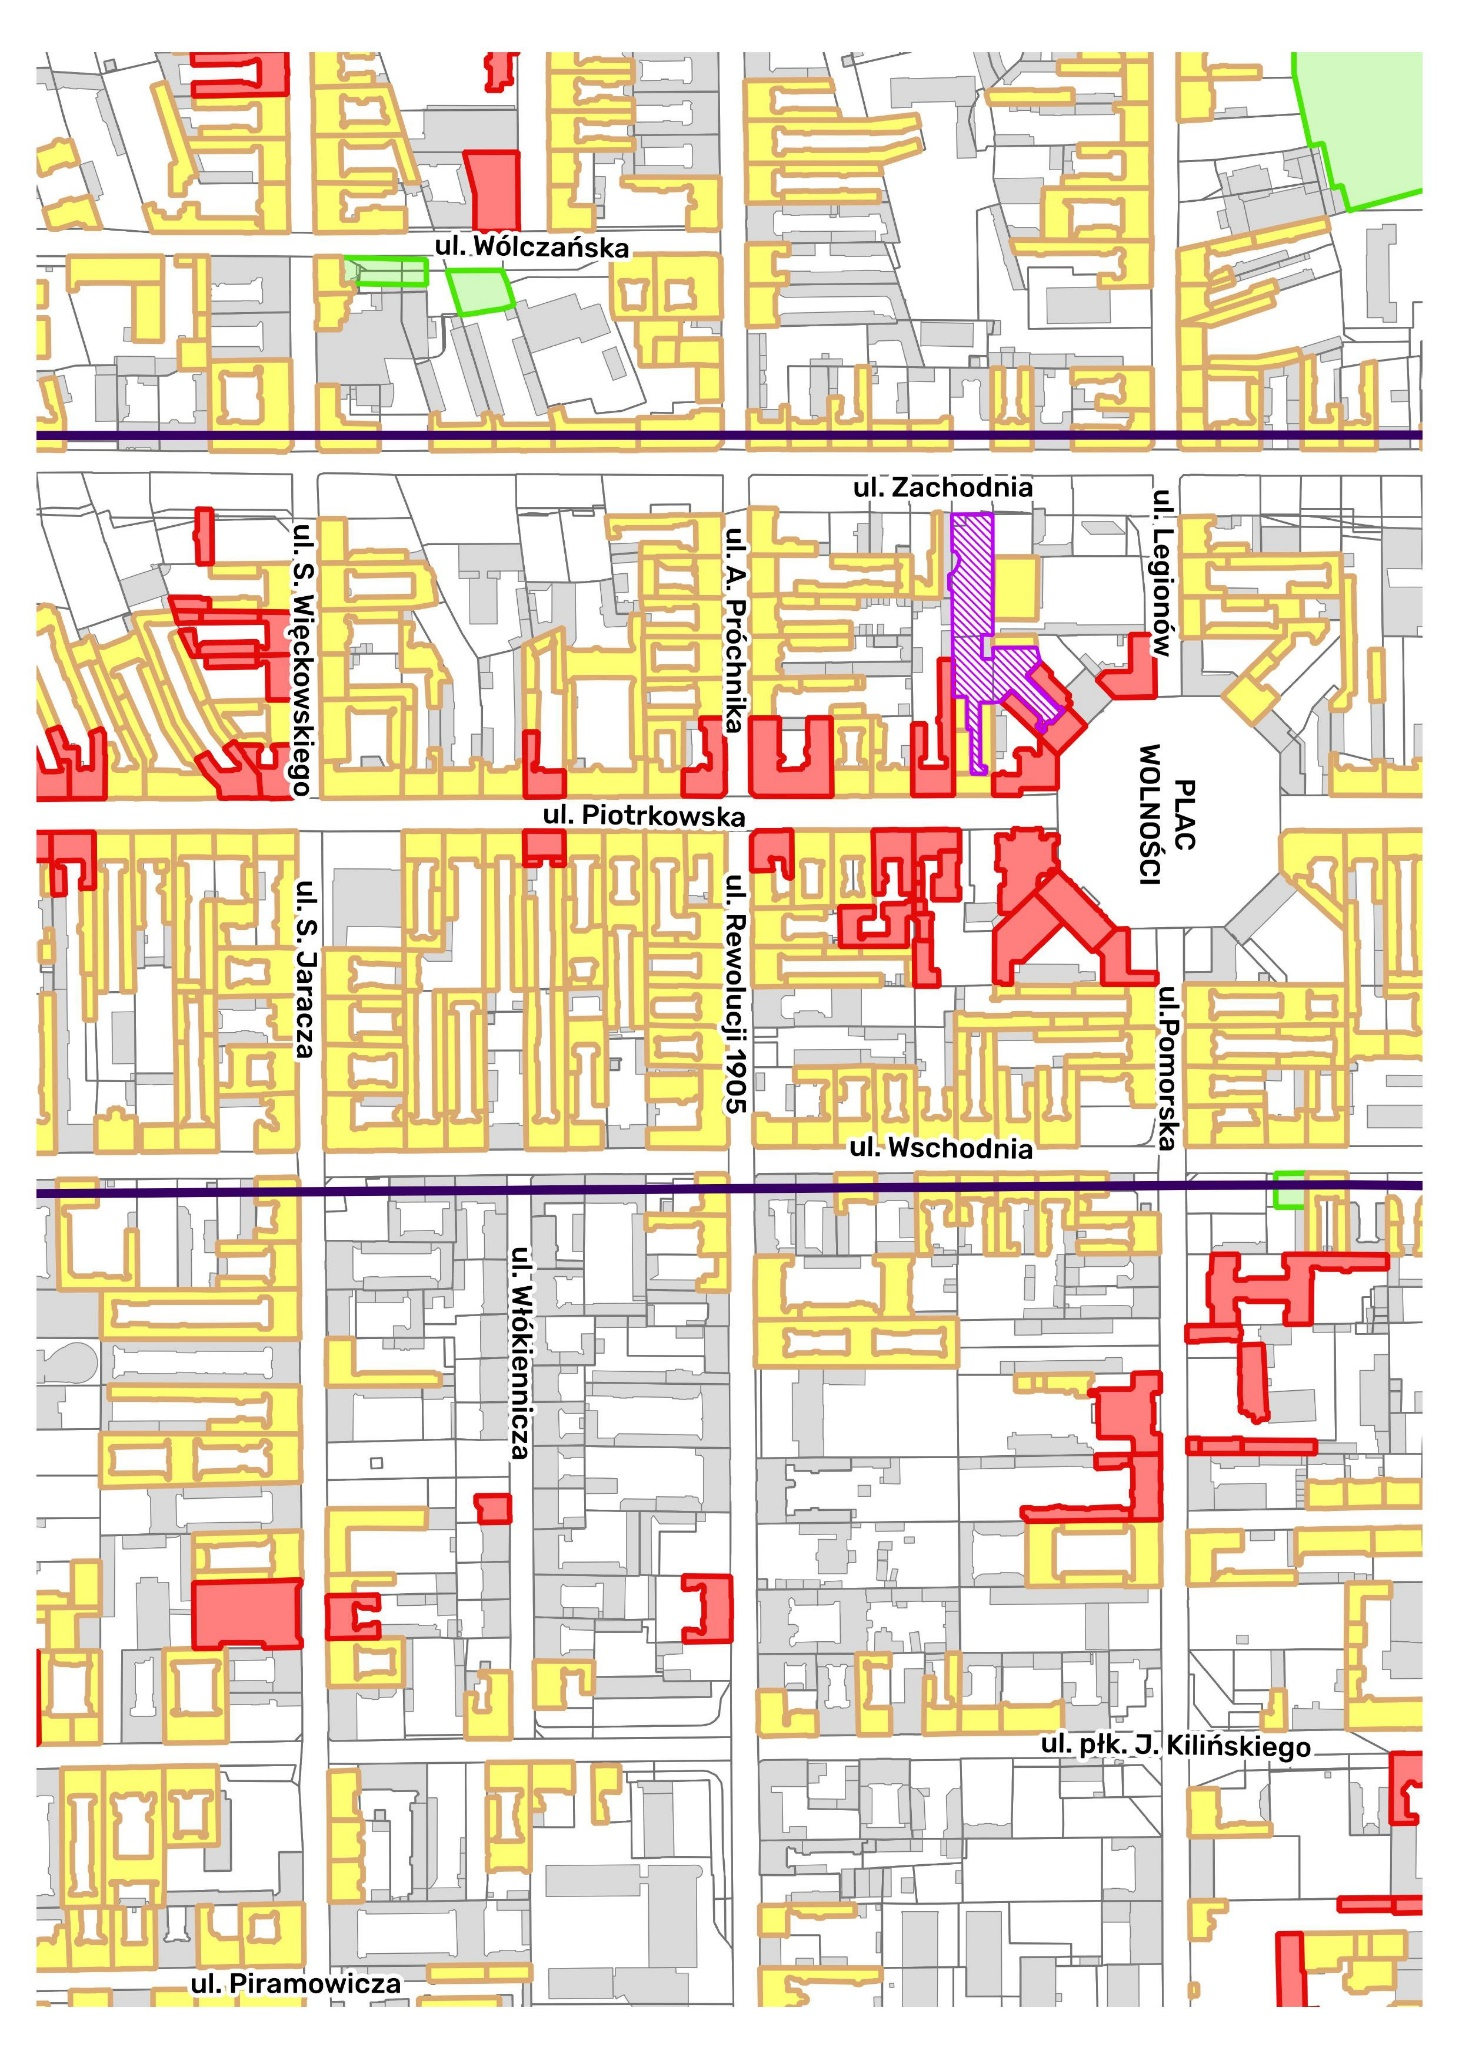 ul. Wólczańska
ul. Zachodnia
ul. Legionów
ul. S. Więckowskiego
ul. A. Próchnika
PLAC
WOLNOŚCI
ul. Piotrkowska
ul. S. Jaracza
ul. Rewolucji 1905
ul.Pomorska
ul. Wschodnia
ul. Włókiennicza
ul. płk. J. Kilińskiego
ul. Piramowicza